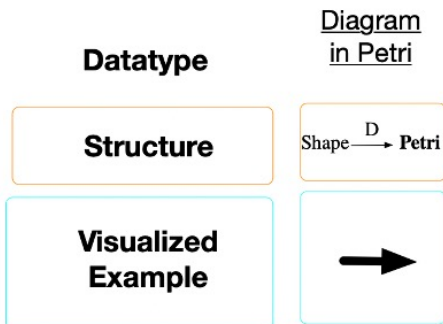 Datatype
Diagram
in Petri
Structure
Shape D Petri
Visualized
Example